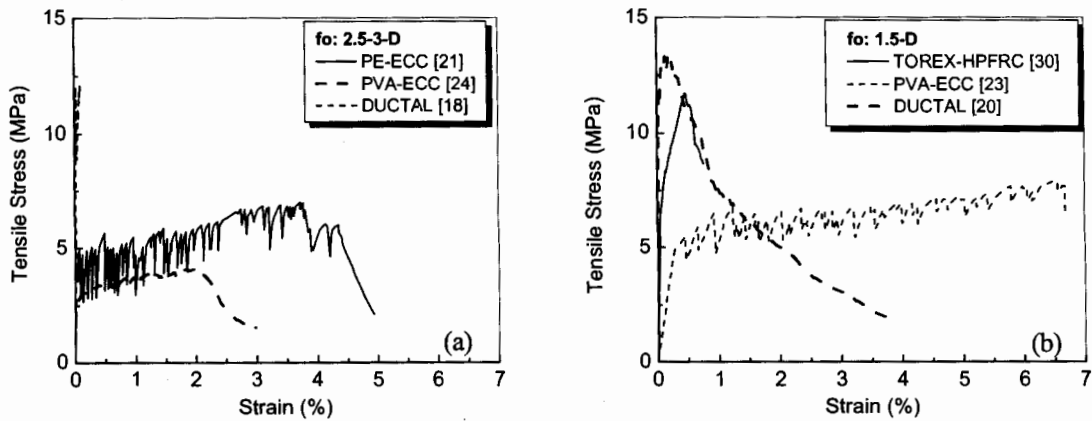 15
10
5
0
Tensile Stress (MPa)
0 1 2 3 4 5 6 7
Strain (%)
fo: 2.5-3-D
PE-ECC [21]
PVA-ECC [24]
DUCTAL [18]
(a)
15
10
5
0
Tensile Stress (MPa)
0 1 2 3 4 5 6 7
Strain (%)
fo: 1.5-D
TOREX-HPFRC [30]
PVA-ECC [23]
DUCTAL [20]
(b)